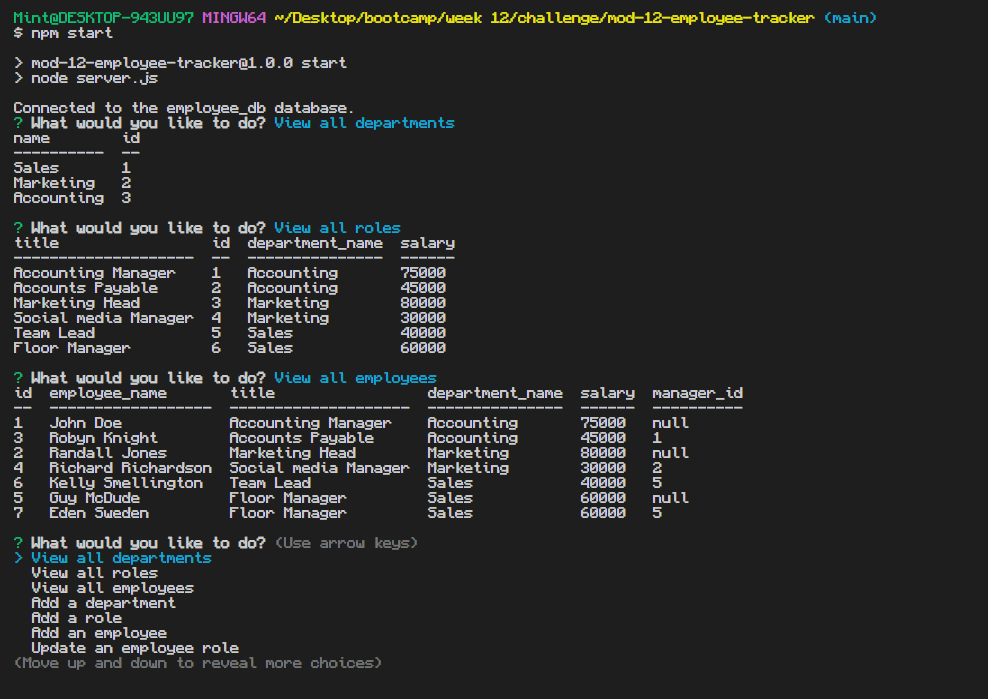 Mint@DESKTOP-943UU97 MINGW64 ~/Desktop/bootcamp/week 12/challenge/mod-12-employee-tracker (main)
$ npm start
> mod-12-employee-tracker@1.0.0 start
> node server.js
Connected to the employee_db database.
? What would you like to do? View all departments
name        id
----------  --
Sales       1
Marketing   2
Accounting  3
? What would you like to do? View all roles
title                 id  department_name  salary
--------------------  --  ---------------  ------
Accounting Manager    1   Accounting       75000
Accounts Payable      2   Accounting       45000
Marketing Head        3   Marketing        80000
Social media Manager  4   Marketing        30000
Team Lead             5   Sales            40000
Floor Manager         6   Sales            60000
? What would you like to do? View all employees
id  employee_name       title                 department_name  salary  manager_id
--  ------------------  --------------------  ---------------  ------  ----------
1   John Doe            Accounting Manager    Accounting       75000   null
3   Robyn Knight        Accounts Payable      Accounting       45000   1
2   Randall Jones       Marketing Head        Marketing        80000   null
4   Richard Richardson  Social media Manager  Marketing        30000   2
6   Kelly Smellington   Team Lead             Sales            40000   5
5   Guy McDude          Floor Manager         Sales            60000   null
7   Eden Sweden         Floor Manager         Sales            60000   5
? What would you like to do? (Use arrow keys)
> View all departments
  View all roles
  View all employees
  Add a department
  Add a role
  Add an employee
  Update an employee role
(Move up and down to reveal more choices)